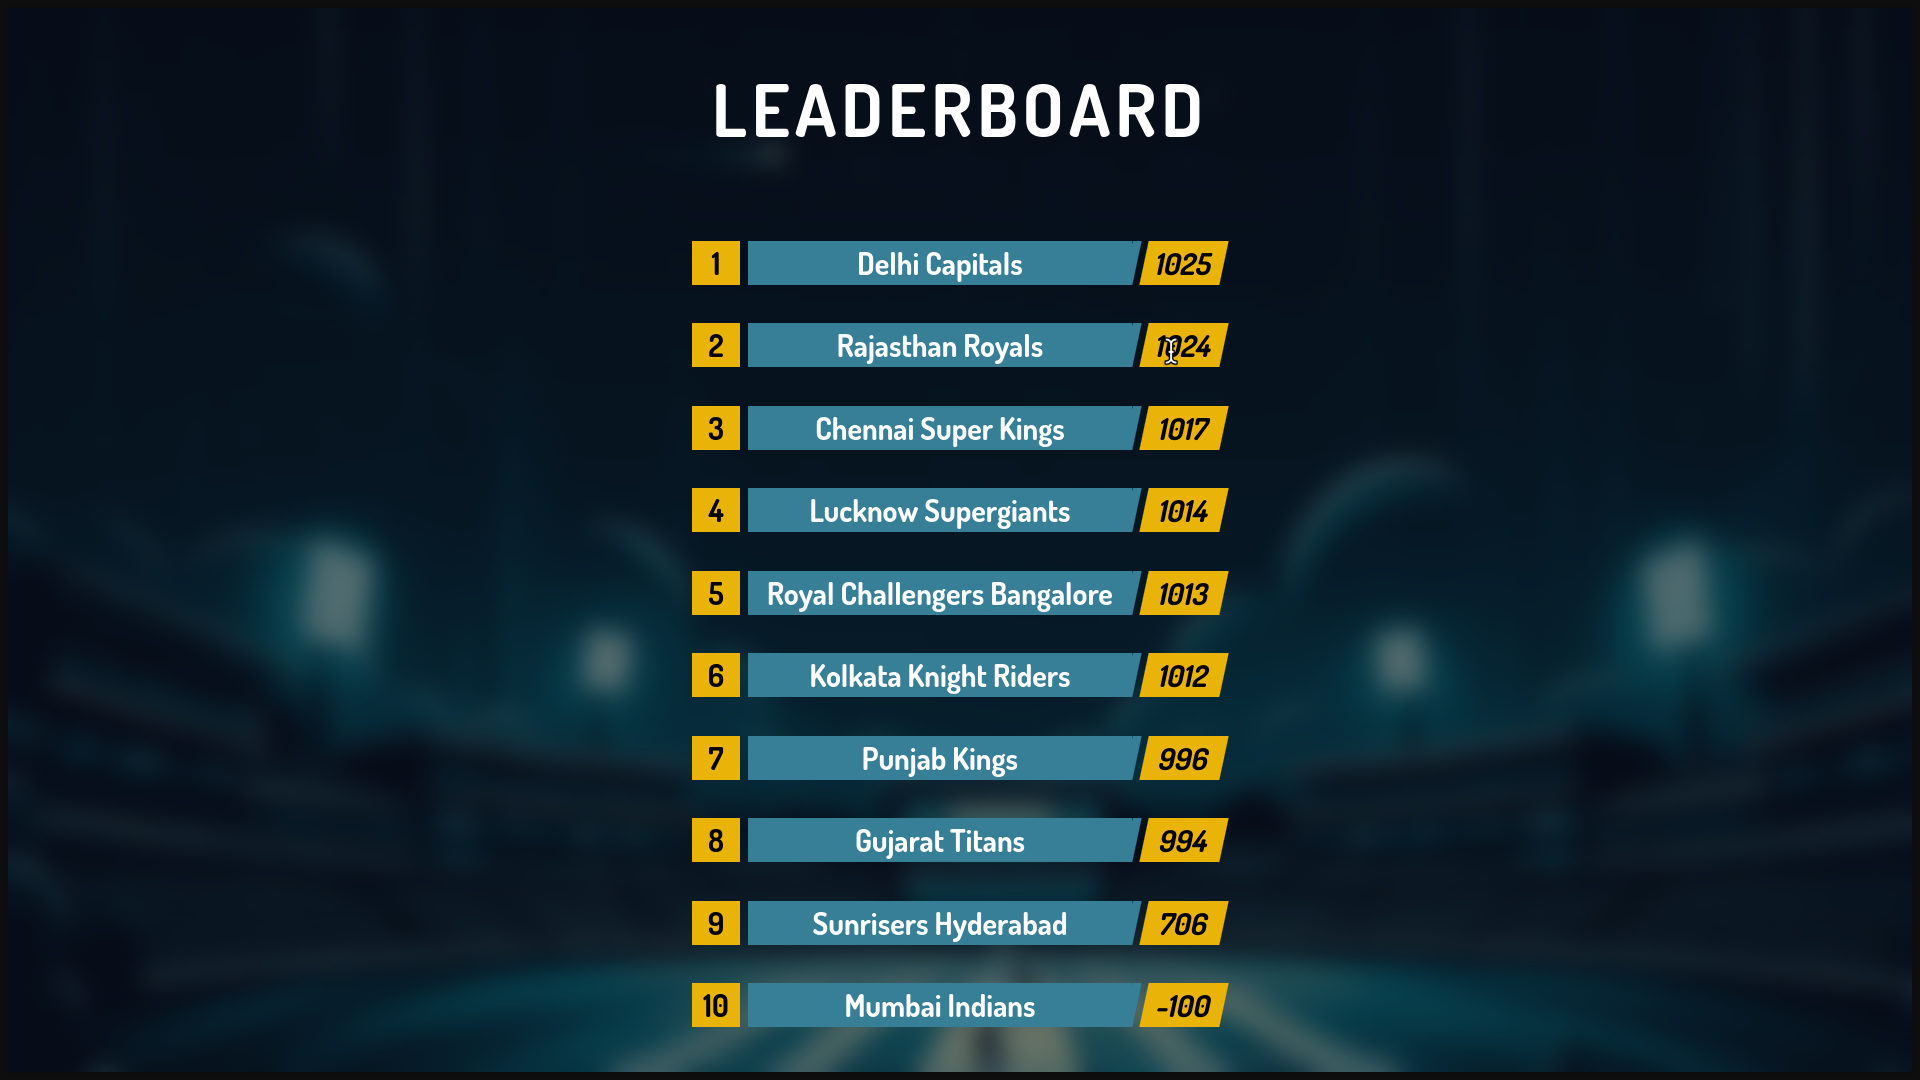 LEADERBOARD
1 Delhi Capitals 1025
2 Rajasthan Royals 1024
3 Chennai Super Kings 1017
4 Lucknow Supergiants 1014
5 Royal Challengers Bangalore 1013
6 Kolkata Knight Riders 1012
7 Punjab Kings 996
8 Gujarat Titans 994
9 Sunrisers Hyderabad 706
10 Mumbai Indians -100